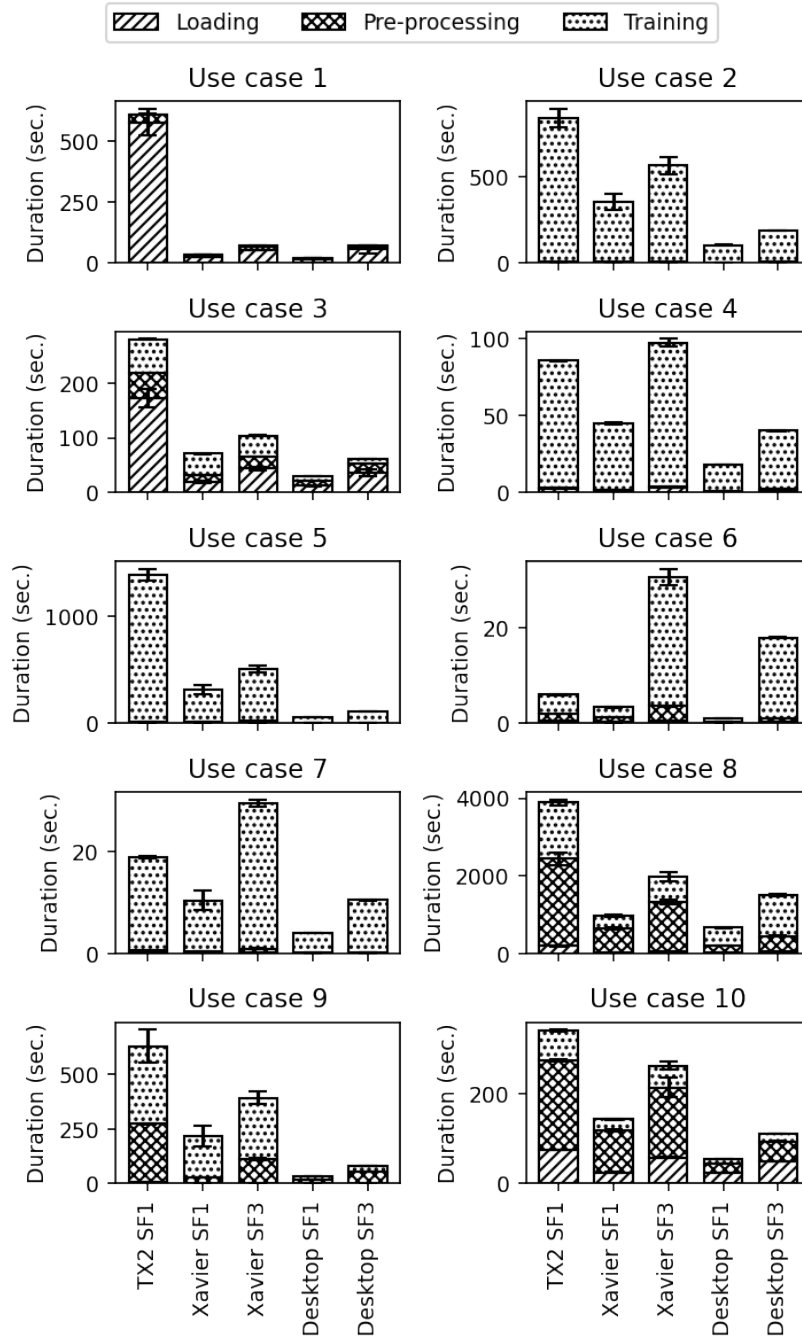 Loading Pre-processing Training
Use case 1
Duration (sec.)
500
250
0
Use case 2
Duration (sec.)
500
0
Use case 3
Duration (sec.)
200
100
0
Use case 4
Duration (sec.)
100
50
0
Use case 5
Duration (sec.)
1000
0
Use case 6
Duration (sec.)
20
0
Use case 7
Duration (sec.)
20
0
Use case 8
Duration (sec.)
4000
2000
0
Use case 9
Duration (sec.)
500
250
0
TX2 SF1
Xavier SF1
Xavier SF3
Desktop SF1
Desktop SF3
Use case 10
Duration (sec.)
200
0
TX2 SF1
Xavier SF1
Xavier SF3
Desktop SF1
Desktop SF3